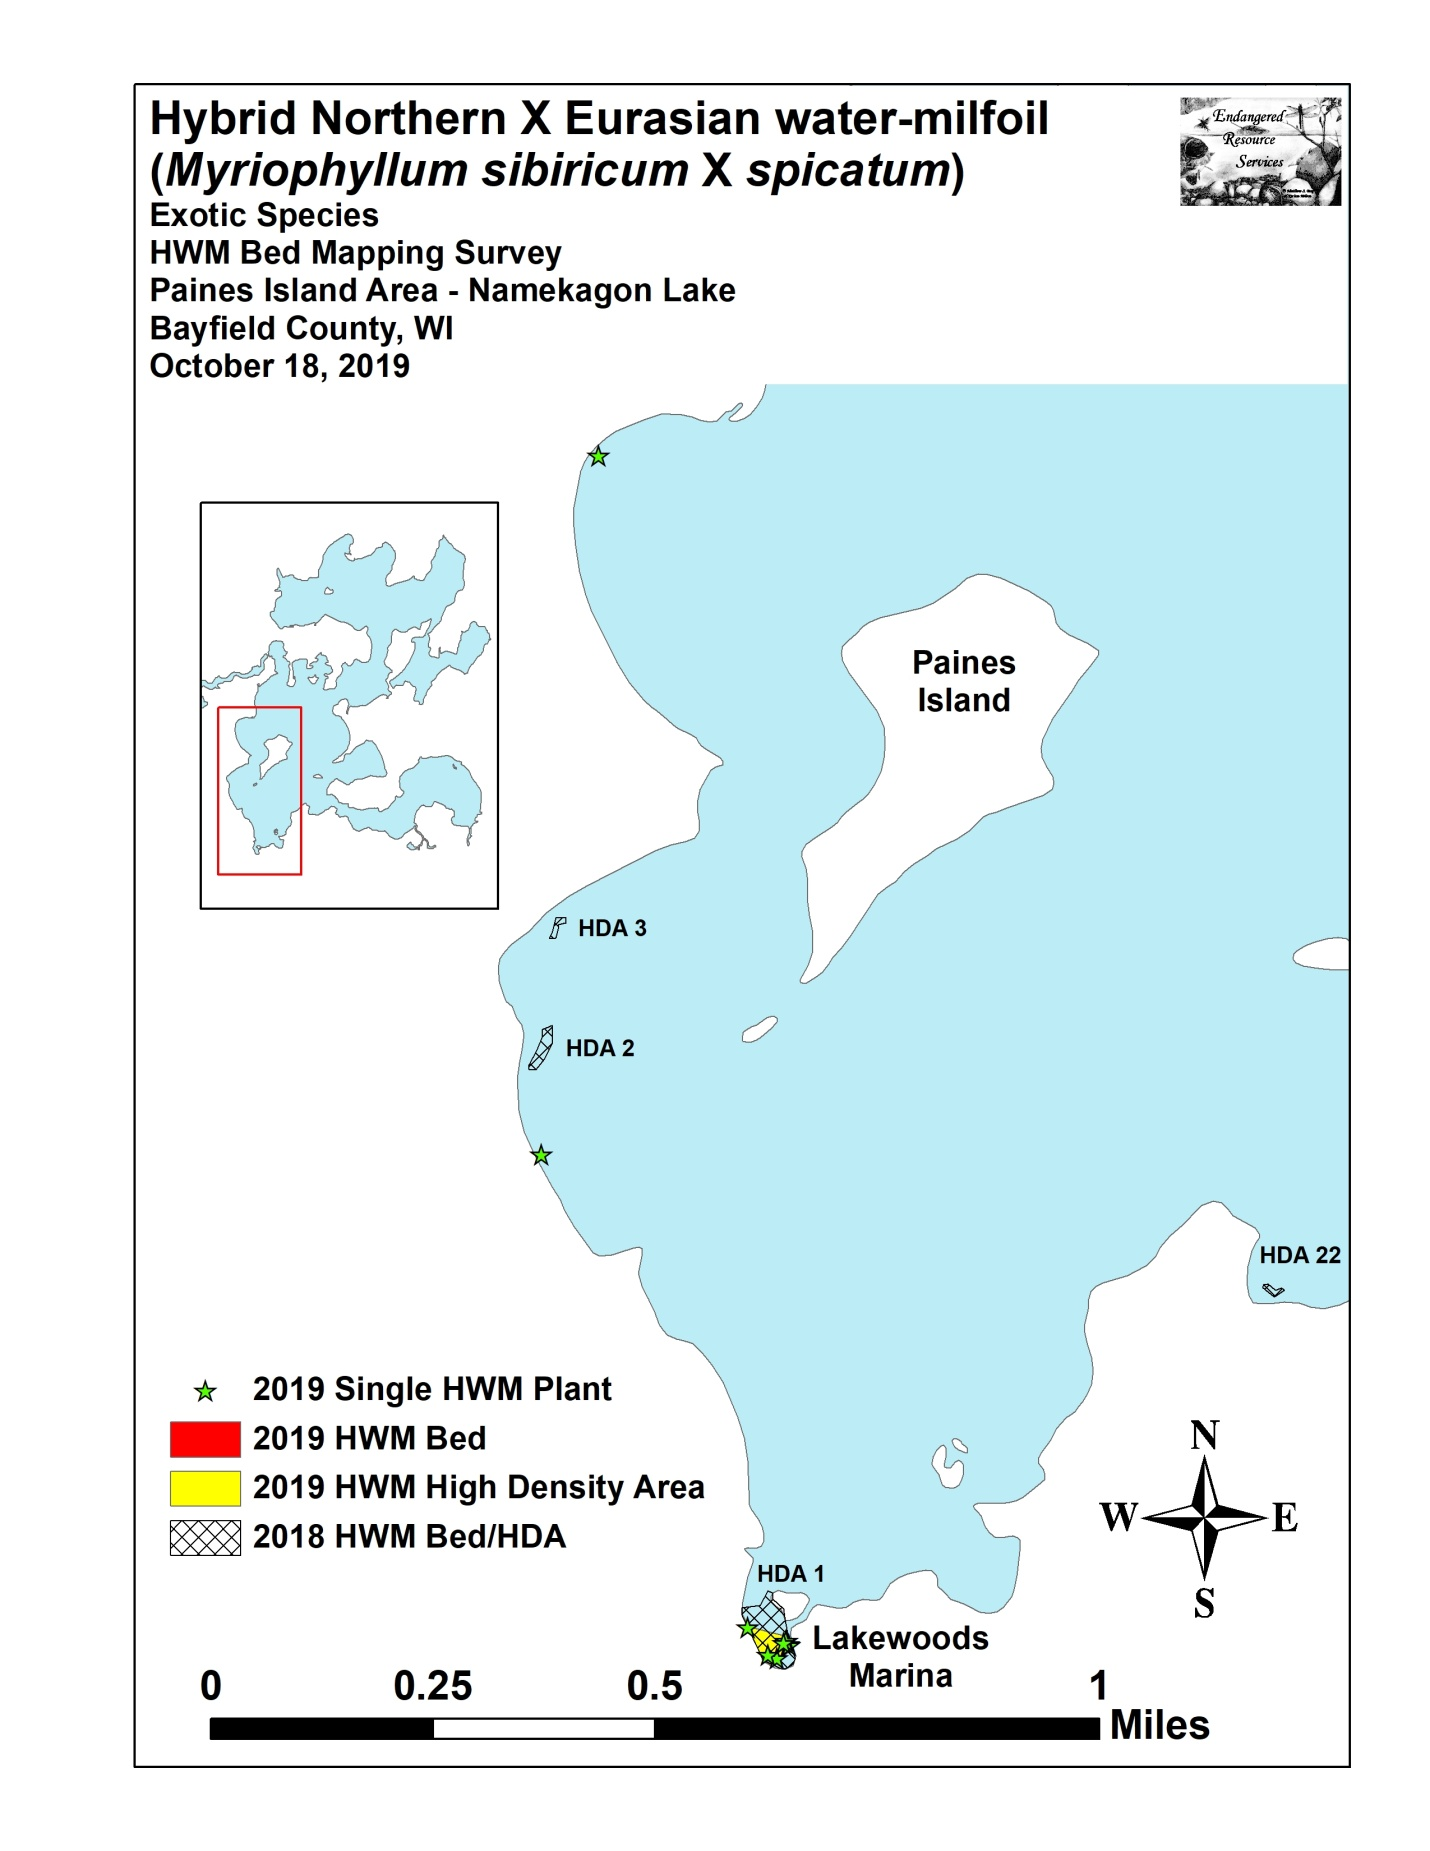 Hybrid Northern X Eurasian water-milfoil
(Myriophyllum sibiricum X spicatum)
Exotic Species
HWM Bed Mapping Survey
Paines Island Area - Namekagon Lake
Bayfield County, WI
October 18, 2019
Endangered
Resource
Services
Paines
Island
HDA 3
HDA 2
HDA 22
2019 Single HWM Plant
2019 HWM Bed
2019 HWM High Density Area
2018 HWM Bed/HDA
N
W E
S
HDA 1
Lakewoods
Marina
0 0.25 0.5 1
Miles